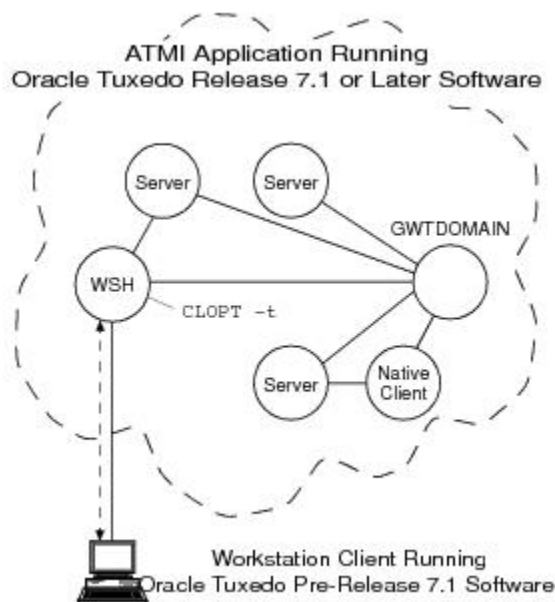 ATMI Application Running
Oracle Tuxedo Release 7.1 or Later Software
Server
Server
GWTDOMAIN
WSH
CLOPT -t
Server
Native
Client
Workstation Client Running
Oracle Tuxedo Pre-Release 7.1 Software